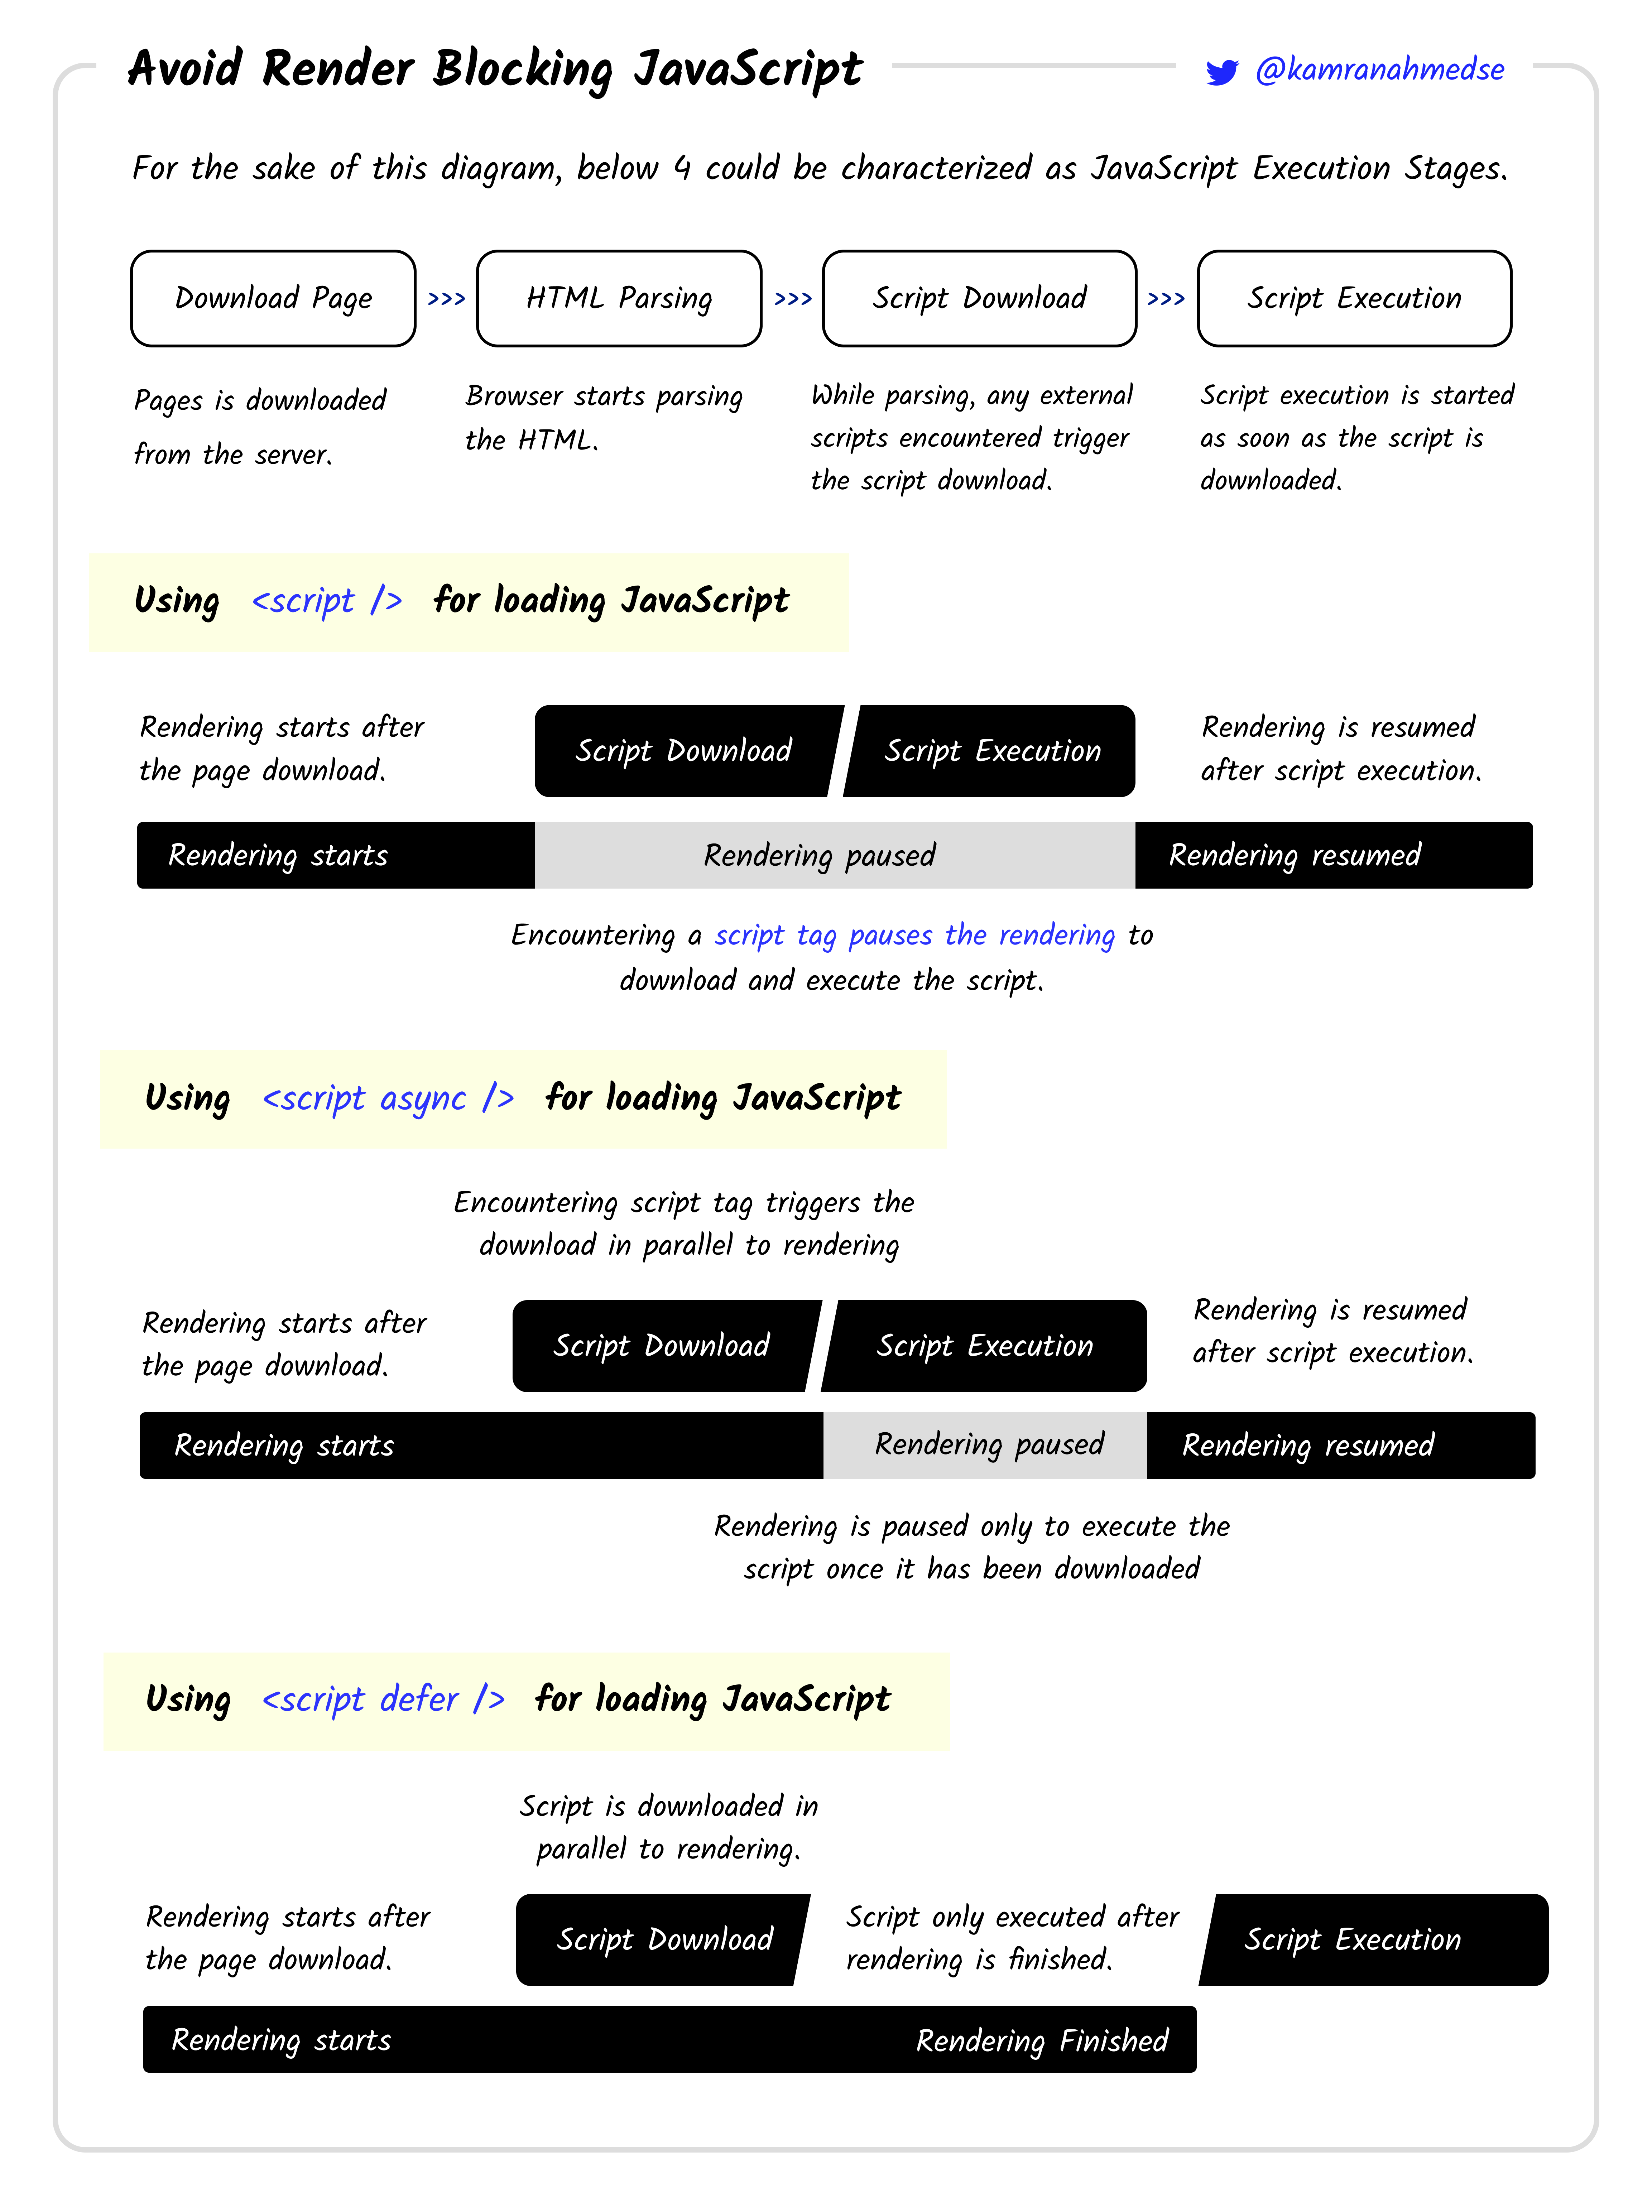 Avoid Render Blocking JavaScript
@kamranahmedse
For the sake of this diagram, below 4 could be characterized as JavaScript Execution Stages.
Download Page >>> HTML Parsing >>> Script Download >>> Script Execution
Pages is downloaded
from the server.
Browser starts parsing
the HTML.
While parsing, any external
scripts encountered trigger
the script download.
Script execution is started
as soon as the script is
downloaded.
Using <script /> for loading JavaScript
Rendering starts after
the page download.
Script Download
Script Execution
Rendering is resumed
after script execution.
Rendering starts
Rendering paused
Rendering resumed
Encountering a script tag pauses the rendering to
download and execute the script.
Using <script async /> for loading JavaScript
Encountering script tag triggers the
download in parallel to rendering
Rendering starts after
the page download.
Script Download
Script Execution
Rendering is resumed
after script execution.
Rendering starts
Rendering paused
Rendering resumed
Rendering is paused only to execute the
script once it has been downloaded
Using <script defer /> for loading JavaScript
Script is downloaded in
parallel to rendering.
Rendering starts after
the page download.
Script Download
Script only executed after
rendering is finished.
Script Execution
Rendering starts
Rendering Finished